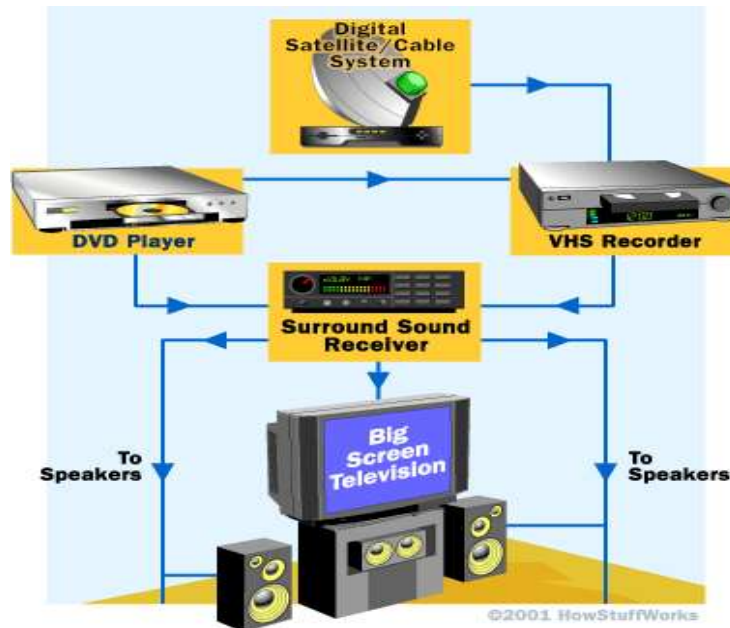 Digital
Satellite/Cable
System
DVD Player
VHS Recorder
Surround Sound
Receiver
Big
Screen
Television
To
Speakers
To
Speakers
©2001 HowStuffWorks